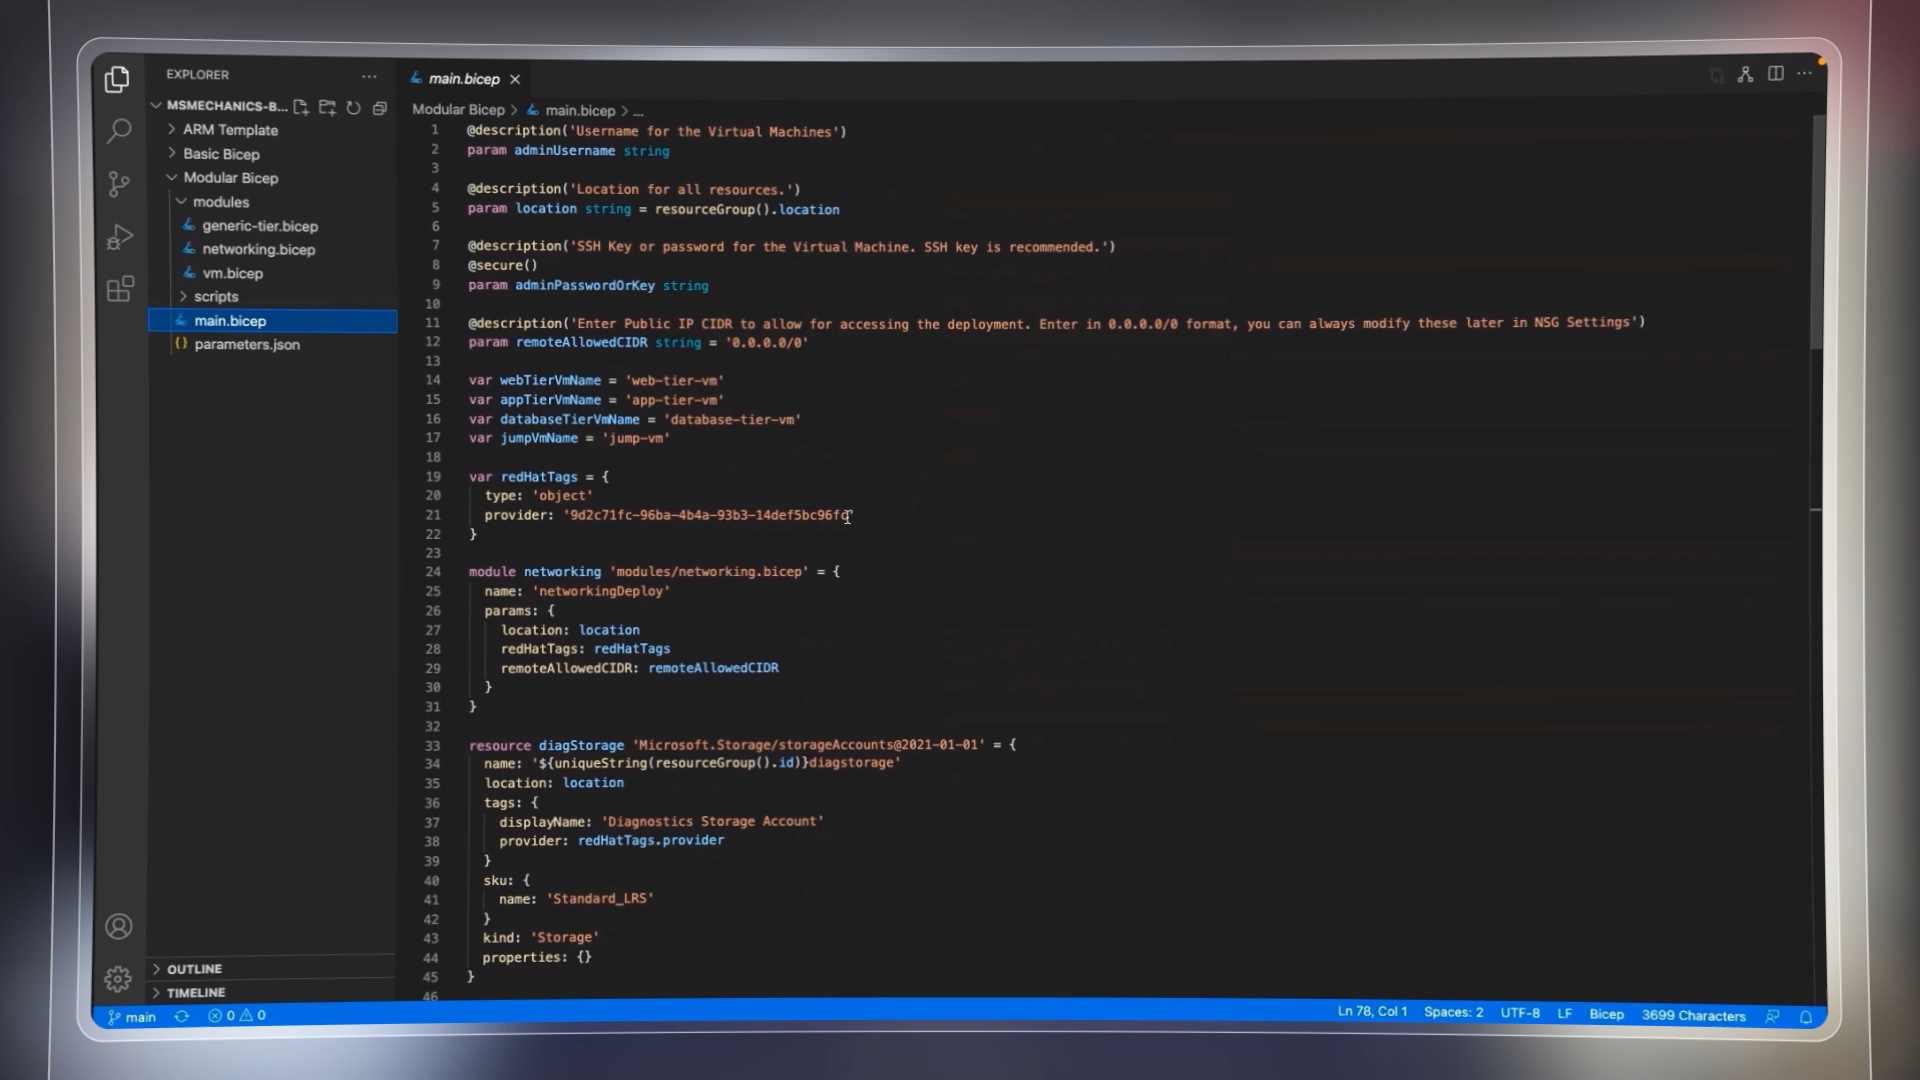 EXPLORER
MSMECHANICS-B...
ARM Template
Basic Bicep
Modular Bicep
modules
generic-tier.bicep
networking.bicep
vm.bicep
scripts
main.bicep
parameters.json
OUTLINE
TIMELINE
main.bicep
Modular Bicep > main.bicep > ...
1 @description('Username for the Virtual Machines')
2 param adminUsername string
3
4 @description('Location for all resources.')
5 param location string = resourceGroup().location
6
7 @description('SSH Key or password for the Virtual Machine. SSH key is recommended.')
8 @secure()
9 param adminPasswordOrKey string
10
11 @description('Enter Public IP CIDR to allow for accessing the deployment. Enter in 0.0.0.0/0 format, you can always modify these later in NSG Settings')
12 param remoteAllowedCIDR string = '0.0.0.0/0'
13
14 var webTierVmName = 'web-tier-vm'
15 var appTierVmName = 'app-tier-vm'
16 var databaseTierVmName = 'database-tier-vm'
17 var jumpVmName = 'jump-vm'
18
19 var redHatTags = {
20 type: 'object'
21 provider: '9d2c71fc-96ba-4b4a-93b3-14def5bc96fc'
22 }
23
24 module networking 'modules/networking.bicep' = {
25 name: 'networkingDeploy'
26 params: {
27 location: location
28 redHatTags: redHatTags
29 remoteAllowedCIDR: remoteAllowedCIDR
30 }
31 }
32
33 resource diagStorage 'Microsoft.Storage/storageAccounts@2021-01-01' = {
34 name: '${uniqueString(resourceGroup().id)}diagstorage'
35 location: location
36 tags: {
37 displayName: 'Diagnostics Storage Account'
38 provider: redHatTags.provider
39 }
40 sku: {
41 name: 'Standard_LRS'
42 }
43 kind: 'Storage'
44 properties: {}
45 }
46
main 0 0 Ln 78, Col 1 Spaces: 2 UTF-8 LF Bicep 3699 Characters